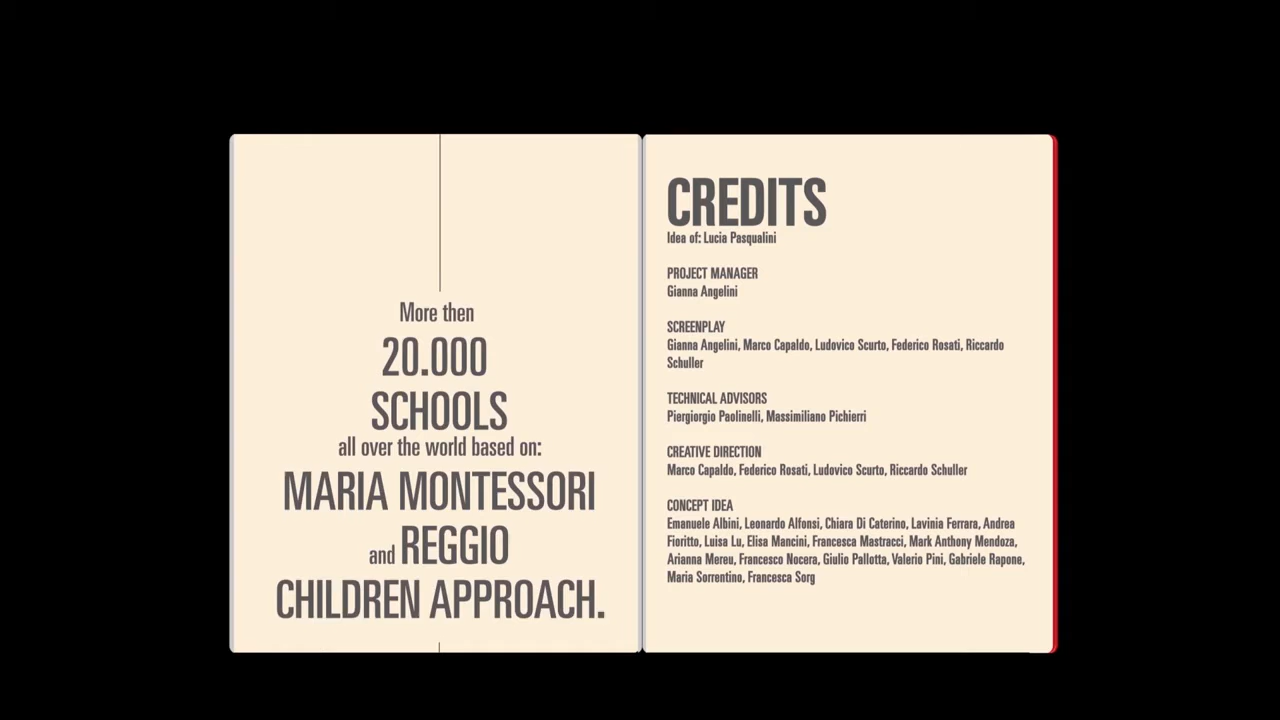 More then
20.000
SCHOOLS
all over the world based on:
MARIA MONTESSORI
and REGGIO
CHILDREN APPROACH.
CREDITS
Idea of: Lucia Pasqualini
PROJECT MANAGER
Gianna Angelini
SCREENPLAY
Gianna Angelini, Marco Capaldo, Ludovico Scurto, Federico Rosati, Riccardo
Schuller
TECHNICAL ADVISORS
Piergiorgio Paolinelli, Massimiliano Pichierri
CREATIVE DIRECTION
Marco Capaldo, Federico Rosati, Ludovico Scurto, Riccardo Schuller
CONCEPT IDEA
Emanuele Albini, Leonardo Alfonsi, Chiara Di Caterino, Lavinia Ferrara, Andrea
Fioritto, Luisa Lu, Elisa Mancini, Francesca Mastracci, Mark Anthony Mendoza,
Arianna Mereu, Francesco Nocera, Giulio Pallotta, Valerio Pini, Gabriele Rapone,
Maria Sorrentino, Francesca Sorg